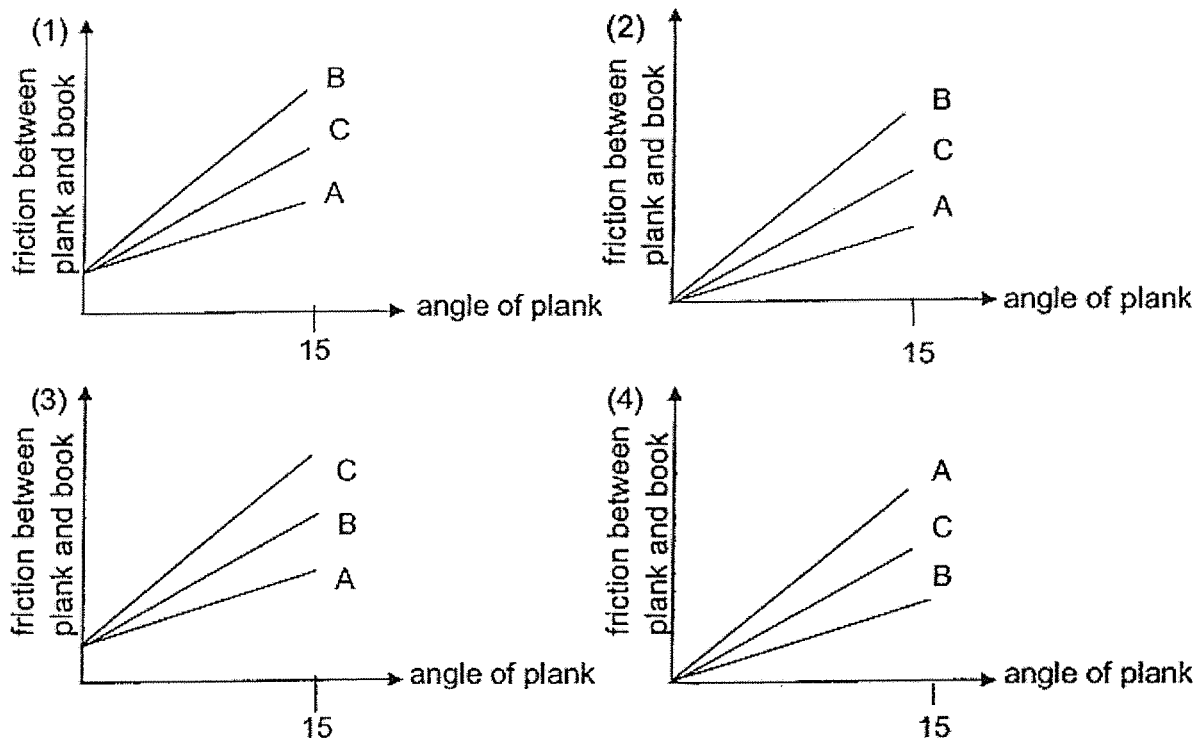 (1)
friction between
plank and book
B
C
A
angle of plank
15
(2)
friction between
plank and book
B
C
A
angle of plank
15
(3)
friction between
plank and book
C
B
A
angle of plank
15
(4)
friction between
plank and book
A
C
B
angle of plank
15